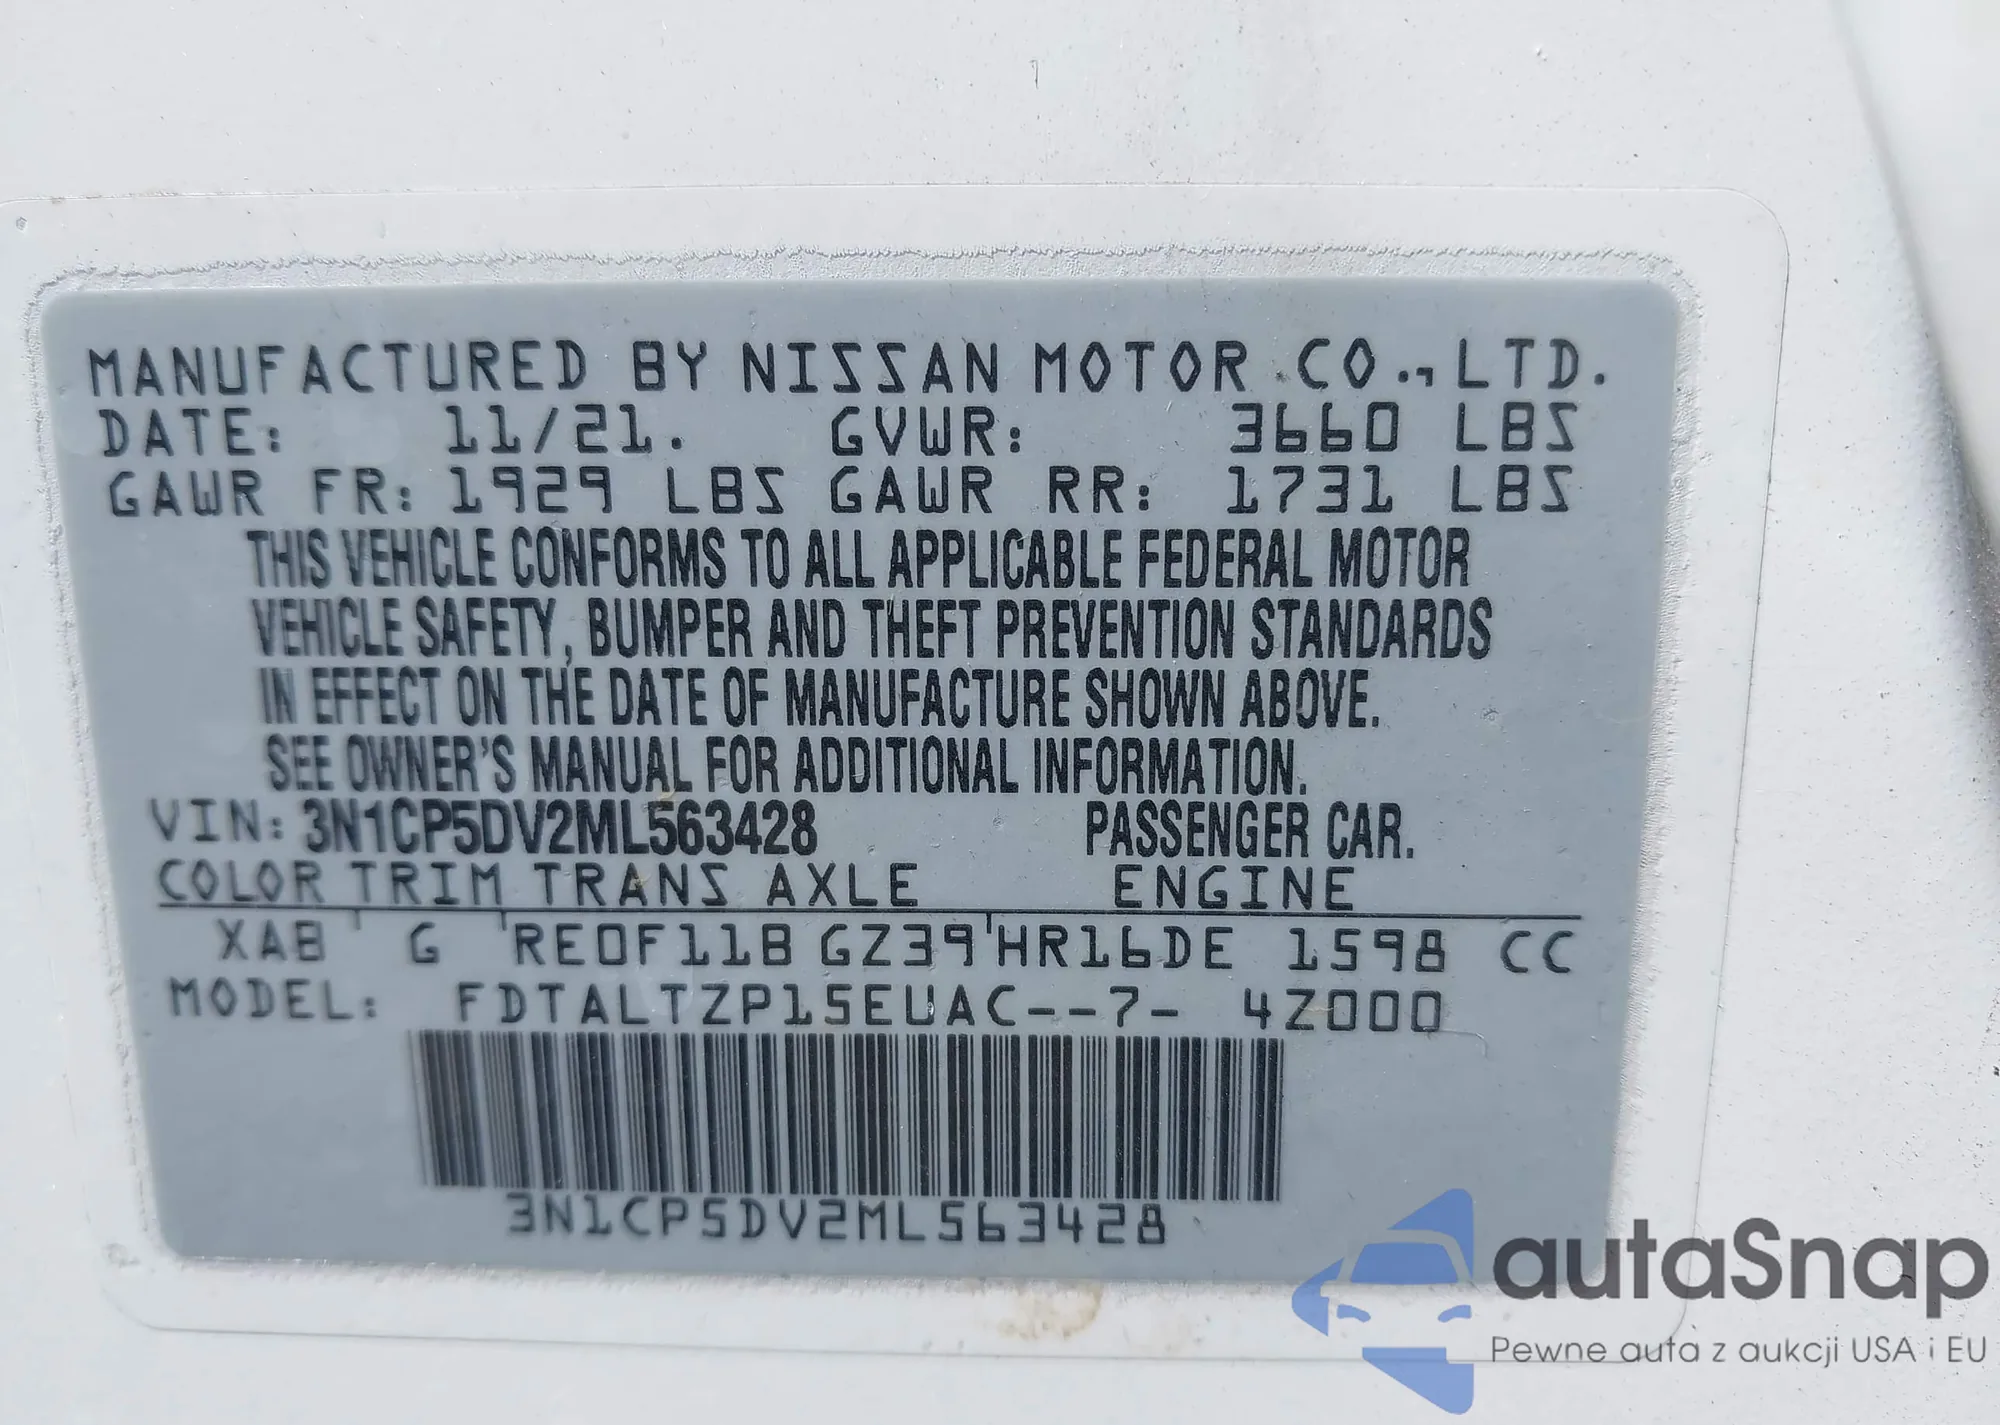 MANUFACTURED BY NISSAN MOTOR CO., LTD.
DATE: 11/21. GVWR: 3660 LBS
GAWR FR: 1929 LBS GAWR RR: 1731 LBS
THIS VEHICLE CONFORMS TO ALL APPLICABLE FEDERAL MOTOR
VEHICLE SAFETY, BUMPER AND THEFT PREVENTION STANDARDS
IN EFFECT ON THE DATE OF MANUFACTURE SHOWN ABOVE.
SEE OWNER'S MANUAL FOR ADDITIONAL INFORMATION.
VIN: 3N1CP5DV2ML563428 PASSENGER CAR.
COLOR TRIM TRANS AXLE ENGINE
XAB G RE0F11B GZ39 HR16DE 1598 CC
MODEL: FDTALTZP15EUAC--7- 4Z000
3N1CP5DV2ML563428
autaSnap
Pewne auta z aukcji USA i EU